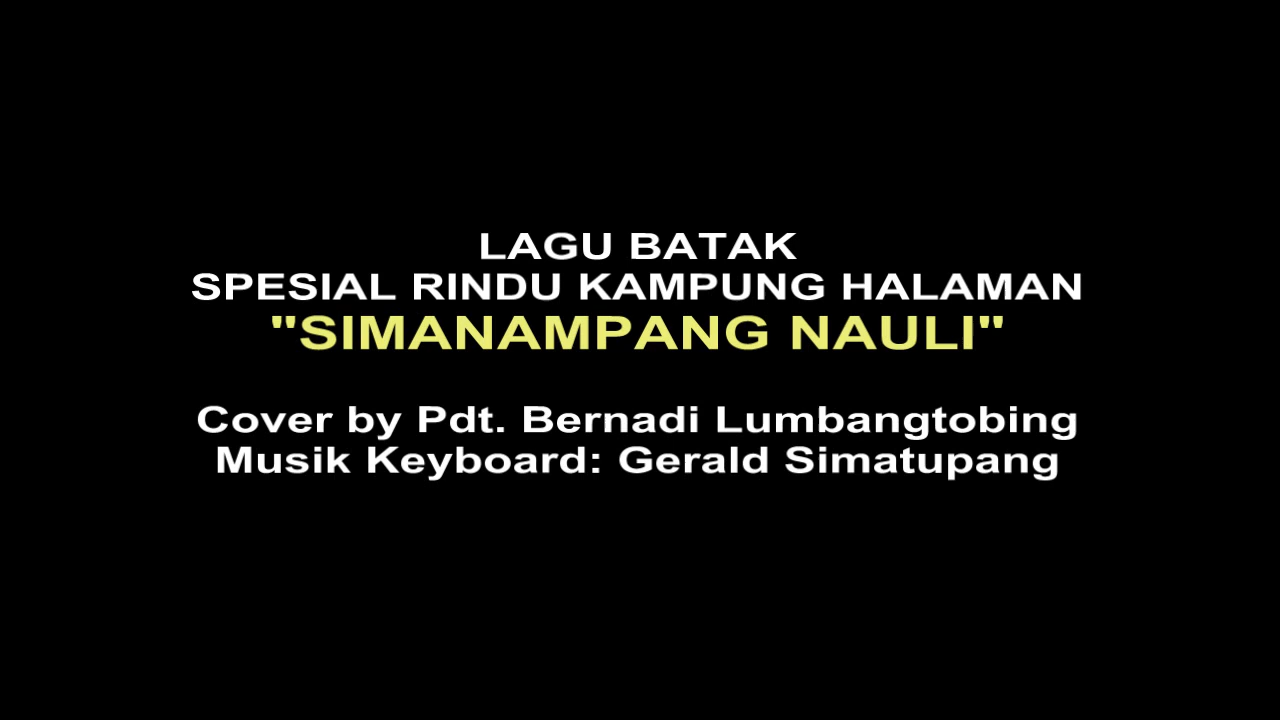 LAGU BATAK
SPESIAL RINDU KAMPUNG HALAMAN
"SIMANAMPANG NAULI"
Cover by Pdt. Bernadi Lumbangtobing
Musik Keyboard: Gerald Simatupang